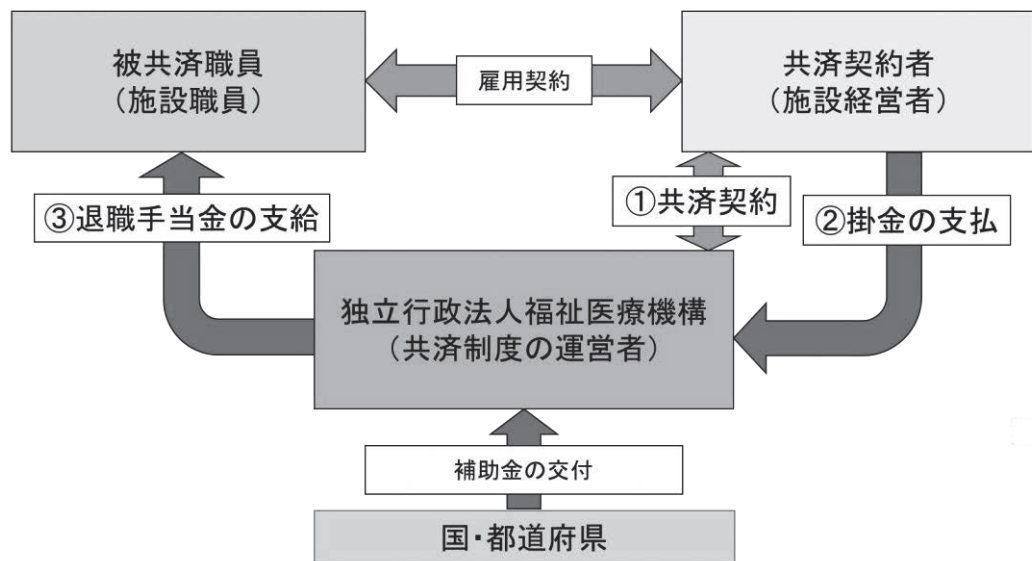 被共済職員
（施設職員）
雇用契約
共済契約者
（施設経営者）
③退職手当金の支給
①共済契約
②掛金の支払
独立行政法人福祉医療機構
（共済制度の運営者）
補助金の交付
国・都道府県